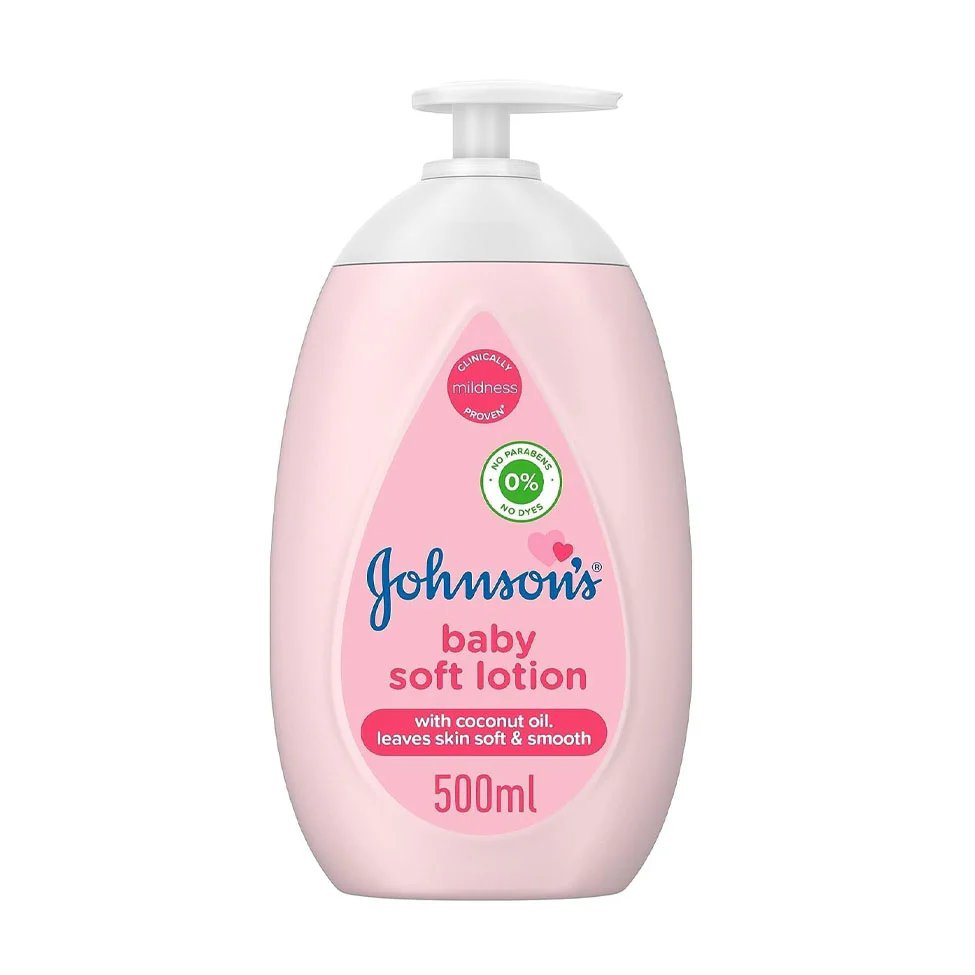 CLINICALLY
mildness
PROVEN*
NO PARABENS
0%
NO DYES
Johnson's®
baby
soft lotion
with coconut oil.
leaves skin soft & smooth
500ml